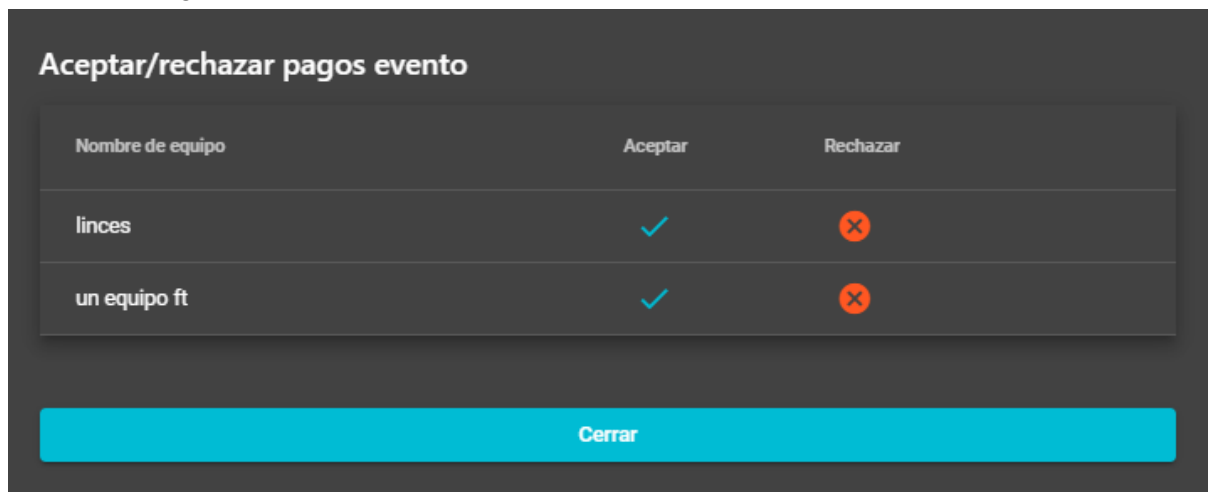 Aceptar/rechazar pagos evento
Nombre de equipo Aceptar Rechazar
linces
un equipo ft
Cerrar